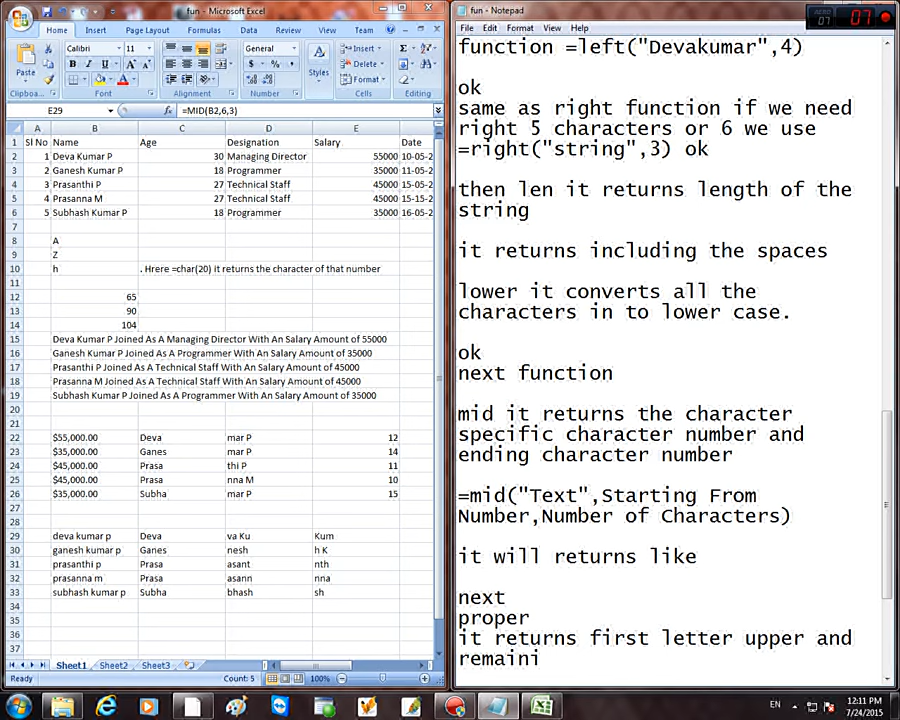 fun - Microsoft Excel
Home Insert Page Layout Formulas Data Review View Team
Calibri 11 General Insert
Paste Styles Delete
Format
Clipboa... Font Alignment Number Cells Editing
E29 fx =MID(B2,6,3)
A B C D E
1 Sl No Name Age Designation Salary Date
2 1 Deva Kumar P 30 Managing Director 55000 10-05-2
3 2 Ganesh Kumar P 18 Programmer 35000 11-05-2
4 3 Prasanthi P 27 Technical Staff 45000 15-05-2
5 4 Prasanna M 27 Technical Staff 45000 15-15-2
6 5 Subhash Kumar P 18 Programmer 35000 16-05-2
7
8 A
9 Z
10 h . Hrere =char(20) it returns the character of that number
11
12 65
13 90
14 104
15 Deva Kumar P Joined As A Managing Director With An Salary Amount of 55000
16 Ganesh Kumar P Joined As A Programmer With An Salary Amount of 35000
17 Prasanthi P Joined As A Technical Staff With An Salary Amount of 45000
18 Prasanna M Joined As A Technical Staff With An Salary Amount of 45000
19 Subhash Kumar P Joined As A Programmer With An Salary Amount of 35000
20
21
22 $55,000.00 Deva mar P 12
23 $35,000.00 Ganes mar P 14
24 $45,000.00 Prasa thi P 11
25 $45,000.00 Prasa nna M 10
26 $35,000.00 Subha mar P 15
27
28
29 deva kumar p Deva va Ku Kum
30 ganesh kumar p Ganes nesh h K
31 prasanthi p Prasa asant nth
32 prasanna m Prasa asann nna
33 subhash kumar p Subha bhash sh
34
35
36
37
Sheet1 Sheet2 Sheet3
Ready Count: 5 100%
fun - Notepad
File Edit Format View Help
07 07
function =left("Devakumar",4)
ok
same as right function if we need
right 5 characters or 6 we use
=right("string",3) ok
then len it returns length of the
string
it returns including the spaces
lower it converts all the
characters in to lower case.
ok
next function
mid it returns the character
specific character number and
ending character number
=mid("Text",Starting From
Number,Number of Characters)
it will returns like
next
proper
it returns first letter upper and
remaini
EN 12:11 PM
7/24/2015